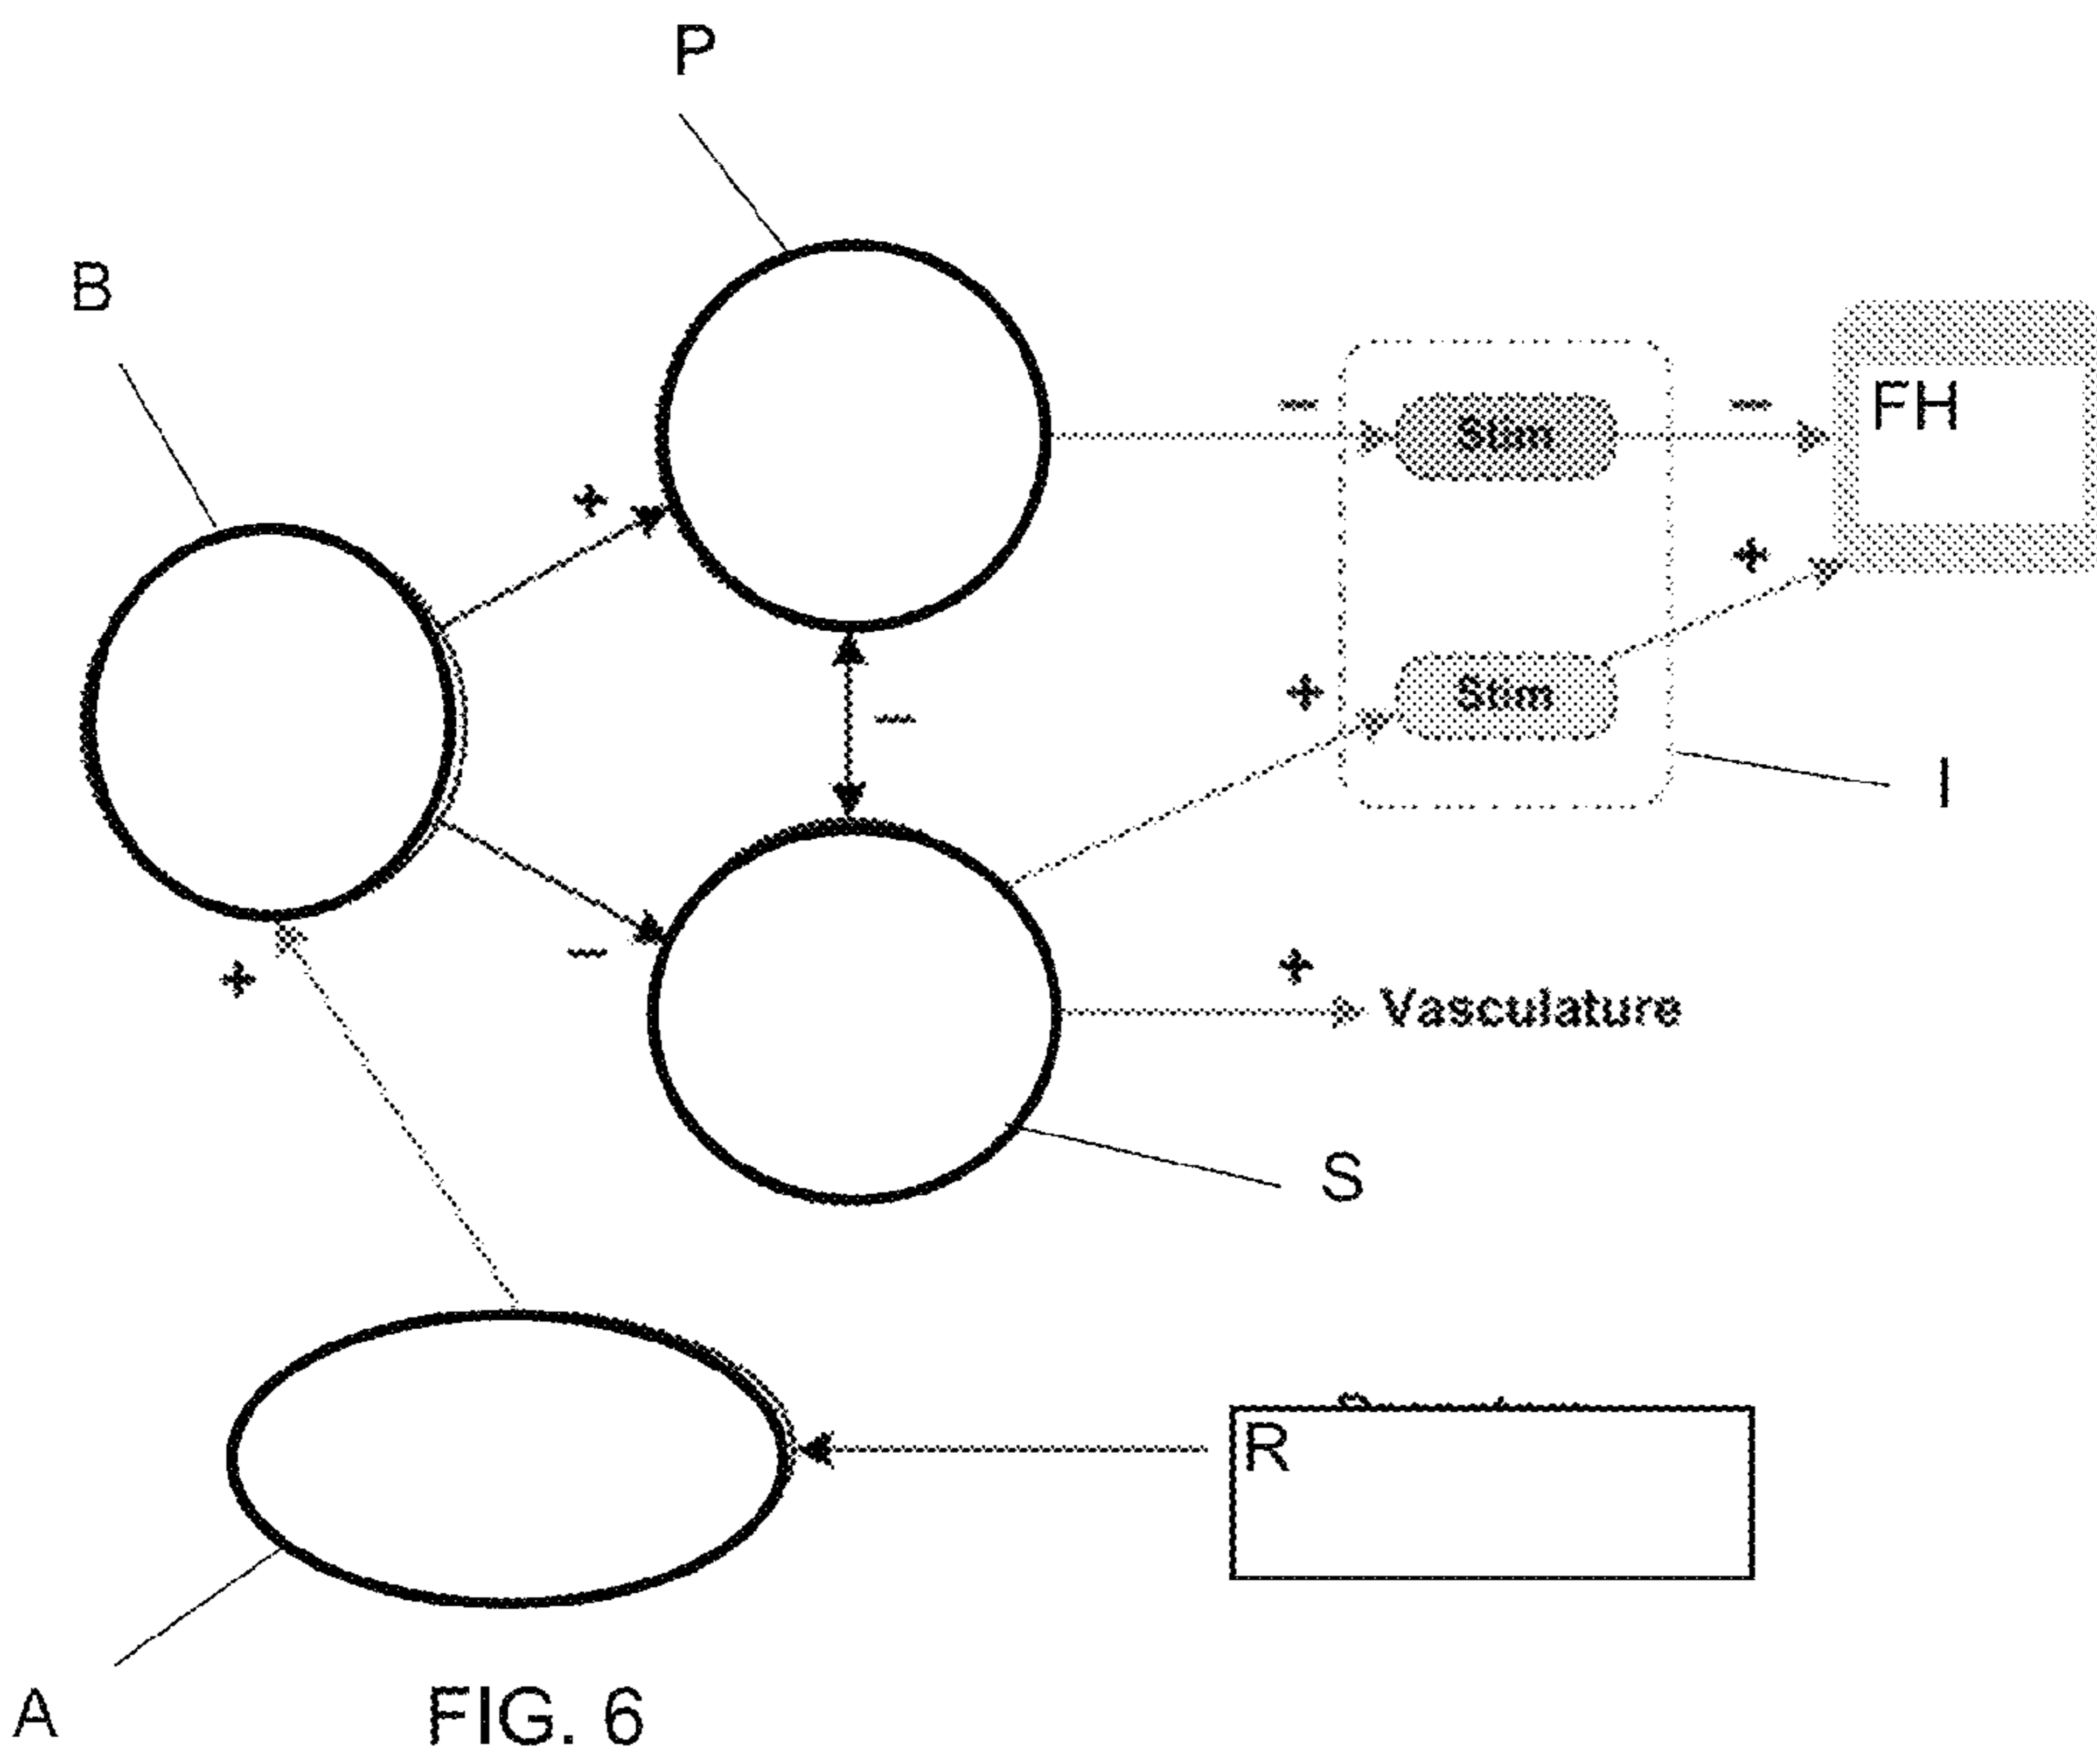 P
B
+
−
Stim
−
FH
+
−
+
Stim
+
I
−
+
+
Vasculature
S
R
A
FIG. 6